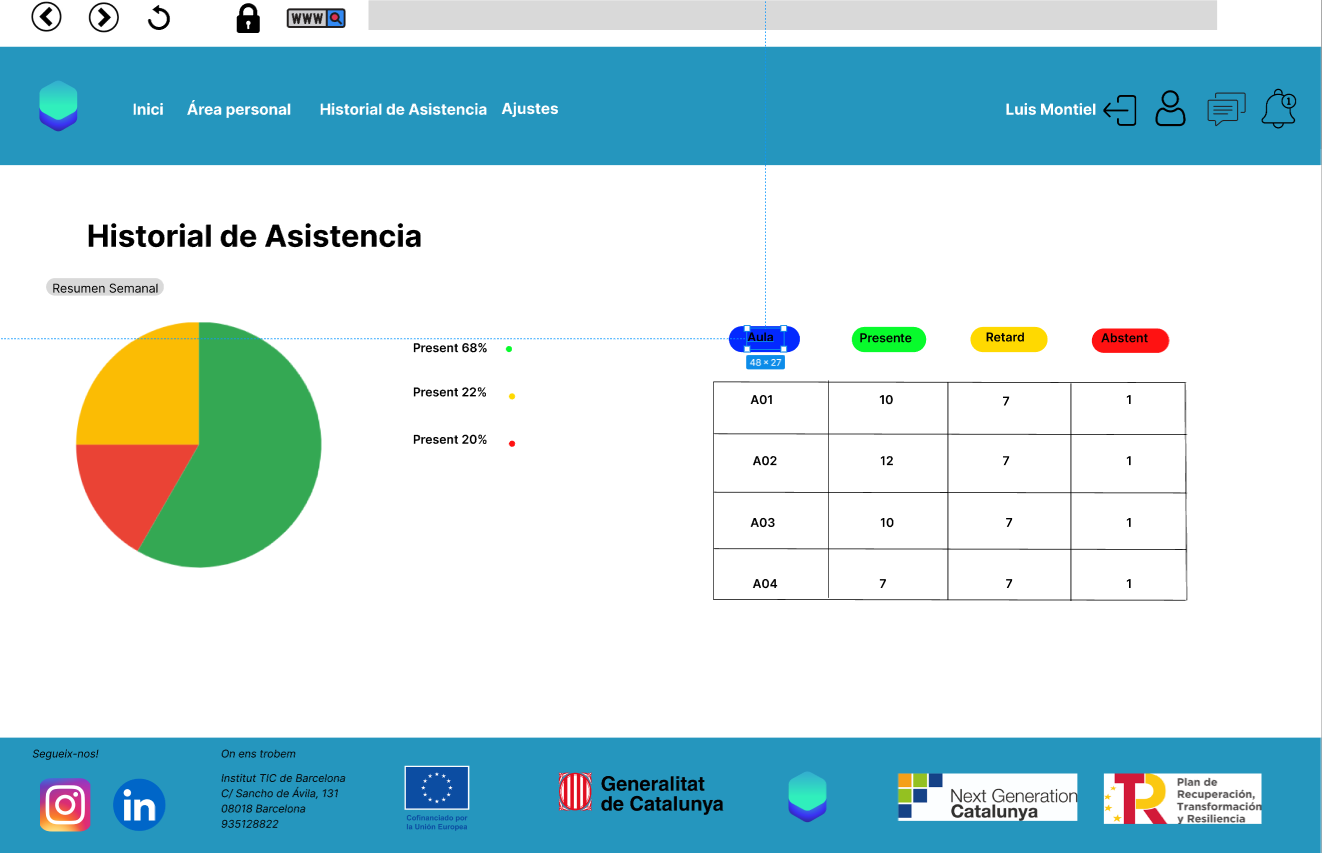 WWW
Inici Área personal Historial de Asistencia Ajustes
Luis Montiel
1
Historial de Asistencia
Resumen Semanal
Present 68%
Present 22%
Present 20%
Aula Presente Retard Abstent
48 × 27
A01 10 7 1
A02 12 7 1
A03 10 7 1
A04 7 7 1
Segueix-nos!
in
On ens trobem
Institut TIC de Barcelona
C/ Sancho de Ávila, 131
08018 Barcelona
935128822
Cofinanciado por
la Unión Europea
Generalitat
de Catalunya
Next Generation
Catalunya
R
Plan de
Recuperación,
Transformación
y Resiliencia